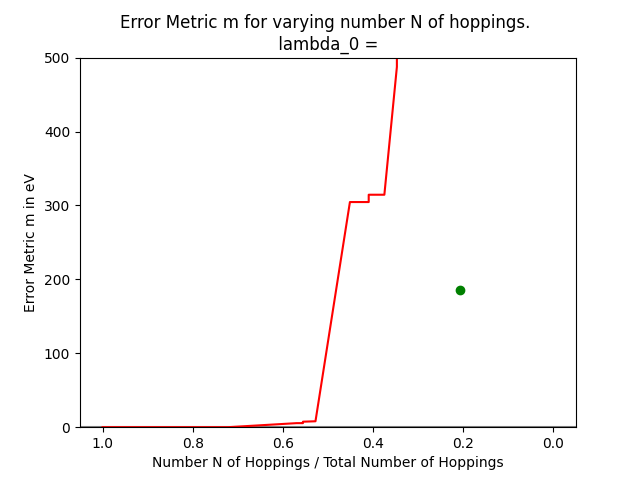 Error Metric m for varying number N of hoppings.
lambda_0 =
500
400
300
200
100
0
Error Metric m in eV
1.0 0.8 0.6 0.4 0.2 0.0
Number N of Hoppings / Total Number of Hoppings